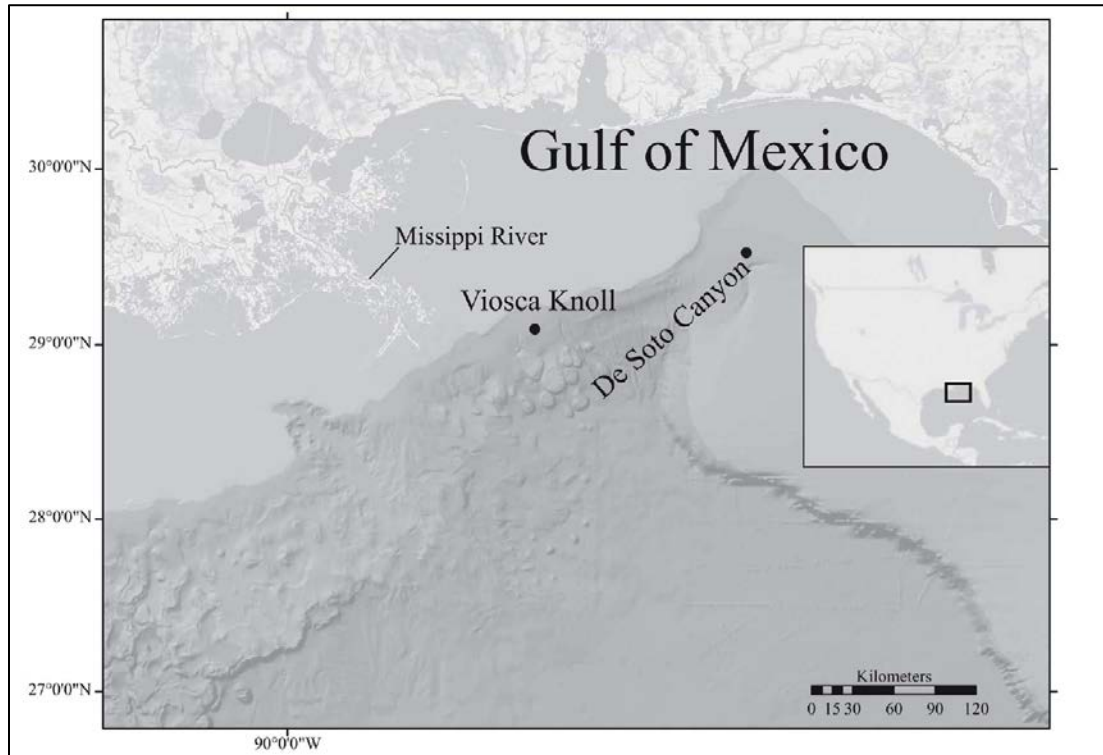 Gulf of Mexico
30°0'0"N
Missippi River
Viosca Knoll
De Soto Canyon
29°0'0"N
28°0'0"N
27°0'0"N
Kilometers
0 15 30 60 90 120
90°0'0"W